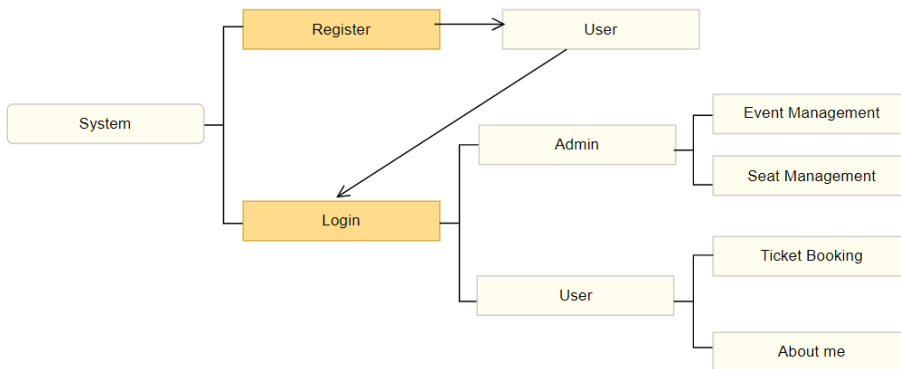 Register
User
System
Event Management
Admin
Seat Management
Login
Ticket Booking
User
About me